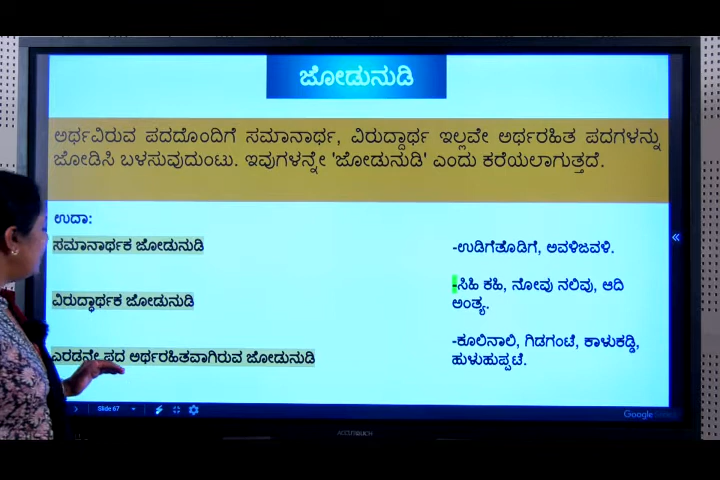 ಜೋಡುನುಡಿ
ಅರ್ಥವಿರುವ ಪದದೊಂದಿಗೆ ಸಮಾನಾರ್ಥ, ವಿರುದ್ಧಾರ್ಥ ಇಲ್ಲವೇ ಅರ್ಥರಹಿತ ಪದಗಳನ್ನು
ಜೋಡಿಸಿ ಬಳಸುವುದುಂಟು. ಇವುಗಳನ್ನೇ 'ಜೋಡುನುಡಿ' ಎಂದು ಕರೆಯಲಾಗುತ್ತದೆ.
ಉದಾ:
ಸಮಾನಾರ್ಥಕ ಜೋಡುನುಡಿ -ಉಡಿಗೆತೊಡಿಗೆ, ಅವಳಿಜವಳಿ.
ವಿರುದ್ಧಾರ್ಥಕ ಜೋಡುನುಡಿ -ಸಿಹಿ ಕಹಿ, ನೋವು ನಲಿವು, ಆದಿ
ಅಂತ್ಯ.
ಎರಡನೇ ಪದ ಅರ್ಥರಹಿತವಾಗಿರುವ ಜೋಡುನುಡಿ -ಕೂಲಿನಾಲಿ, ಗಿಡಗಂಟೆ, ಕಾಳುಕಡ್ಡಿ,
ಹುಳುಹುಪ್ಪಟೆ.
Slide 67
Google
ACCUTOUCH